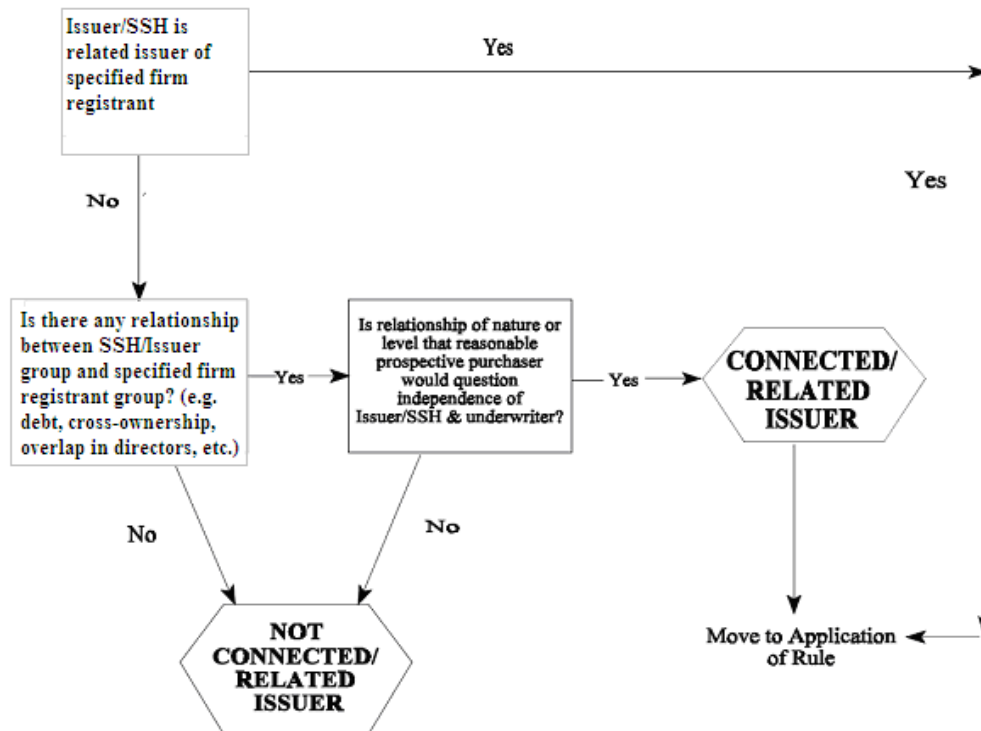 Issuer/SSH is
related issuer of
specified firm
registrant
Yes
Yes
No
Is there any relationship
between SSH/Issuer
group and specified firm
registrant group? (e.g.
debt, cross-ownership,
overlap in directors, etc.)
Yes
Is relationship of nature or
level that reasonable
prospective purchaser
would question
independence of
Issuer/SSH & underwriter?
Yes
CONNECTED/
RELATED
ISSUER
No
No
NOT
CONNECTED/
RELATED
ISSUER
Move to Application
of Rule